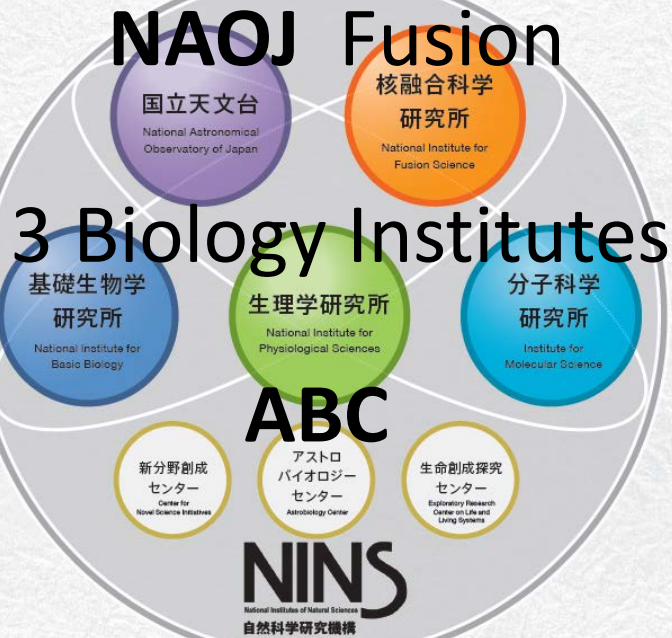 NAOJ Fusion
国立天文台
National Astronomical
Observatory of Japan
核融合科学
研究所
National Institute for
Fusion Science
3 Biology Institutes
基礎生物学
研究所
National Institute for
Basic Biology
生理学研究所
National Institute for
Physiological Sciences
分子科学
研究所
Institute for
Molecular Science
ABC
新分野創成
センター
Center for
Novel Science Initiatives
アストロ
バイオロジー
センター
Astrobiology Center
生命創成探究
センター
Exploratory Research
Center on Life and
Living Systems
NINS
National Institutes of Natural Sciences
自然科学研究機構